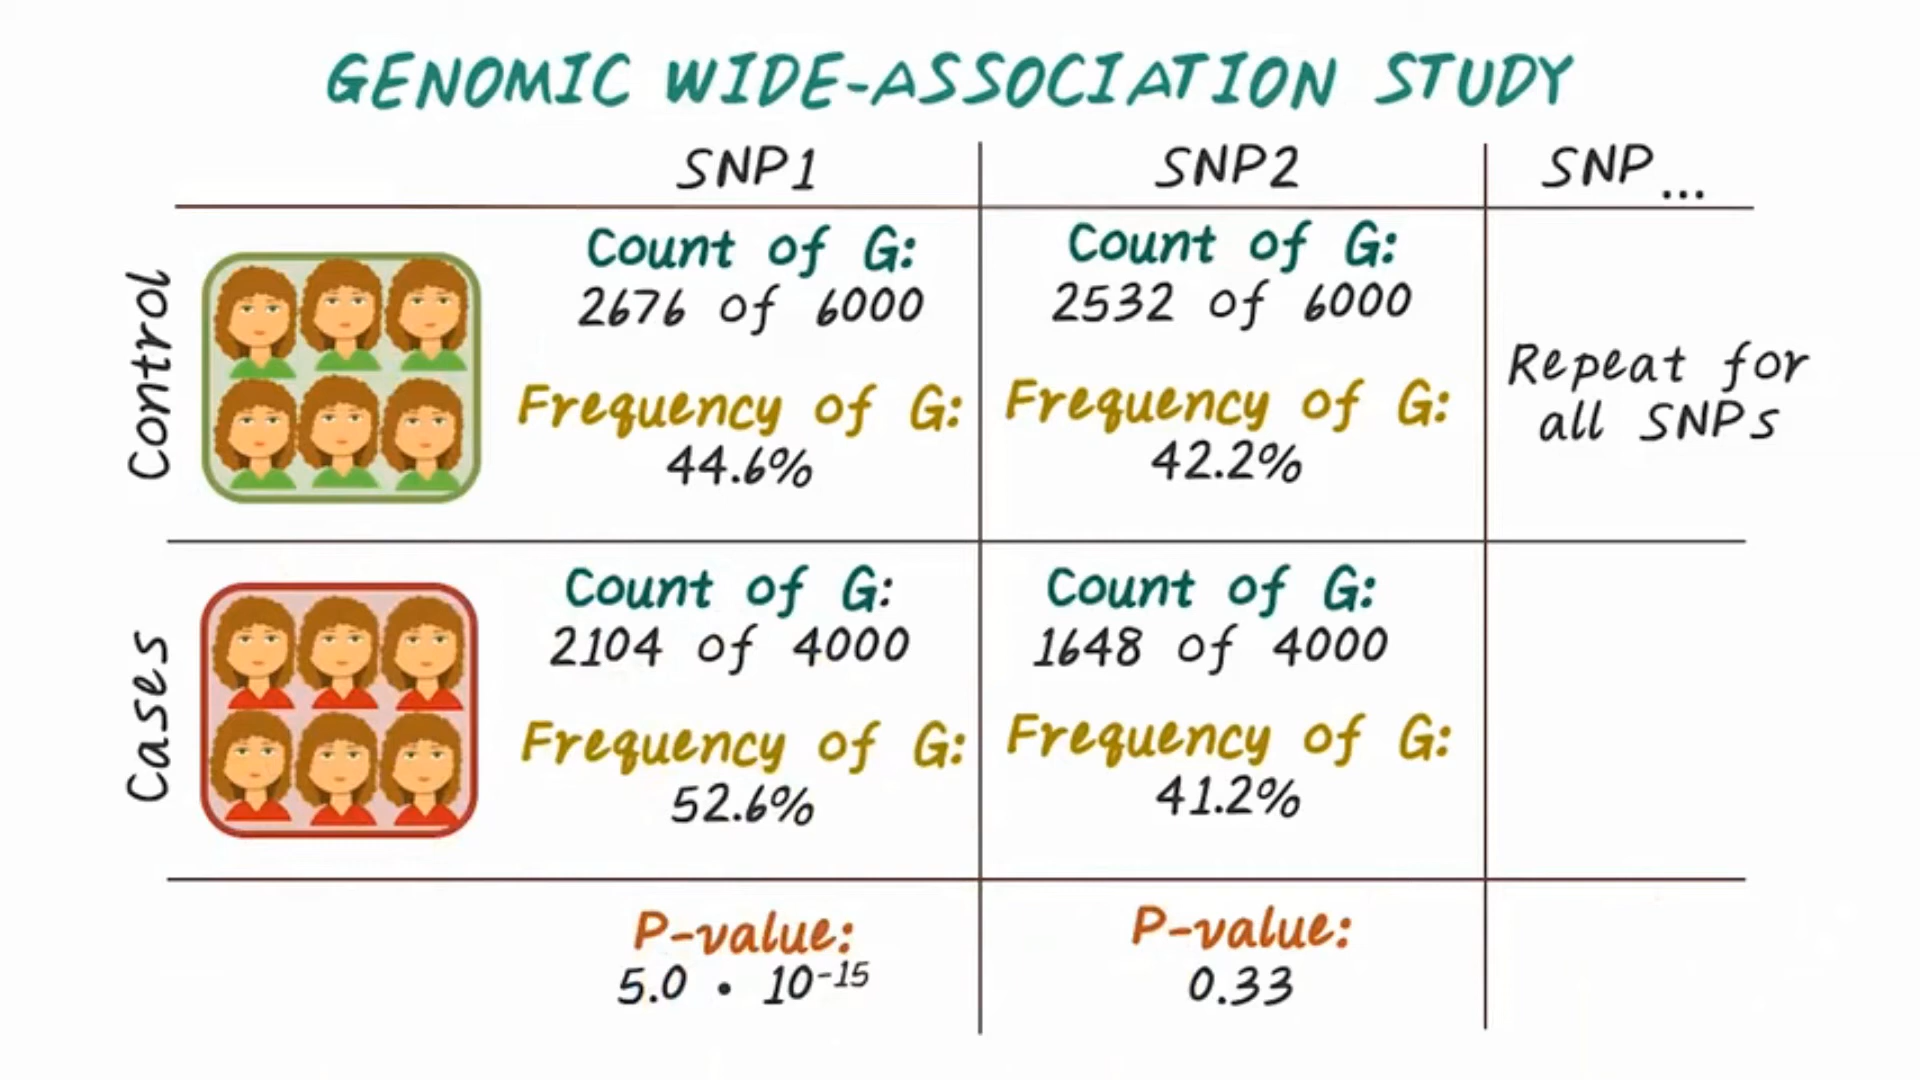 GENOMIC WIDE-ASSOCIATION STUDY
SNP1
SNP2
SNP...
Control
Count of G:
2676 of 6000
Frequency of G:
44.6%
Count of G:
2532 of 6000
Frequency of G:
42.2%
Repeat for
all SNPs
Cases
Count of G:
2104 of 4000
Frequency of G:
52.6%
Count of G:
1648 of 4000
Frequency of G:
41.2%
P-value:
5.0 • 10⁻¹⁵
P-value:
0.33